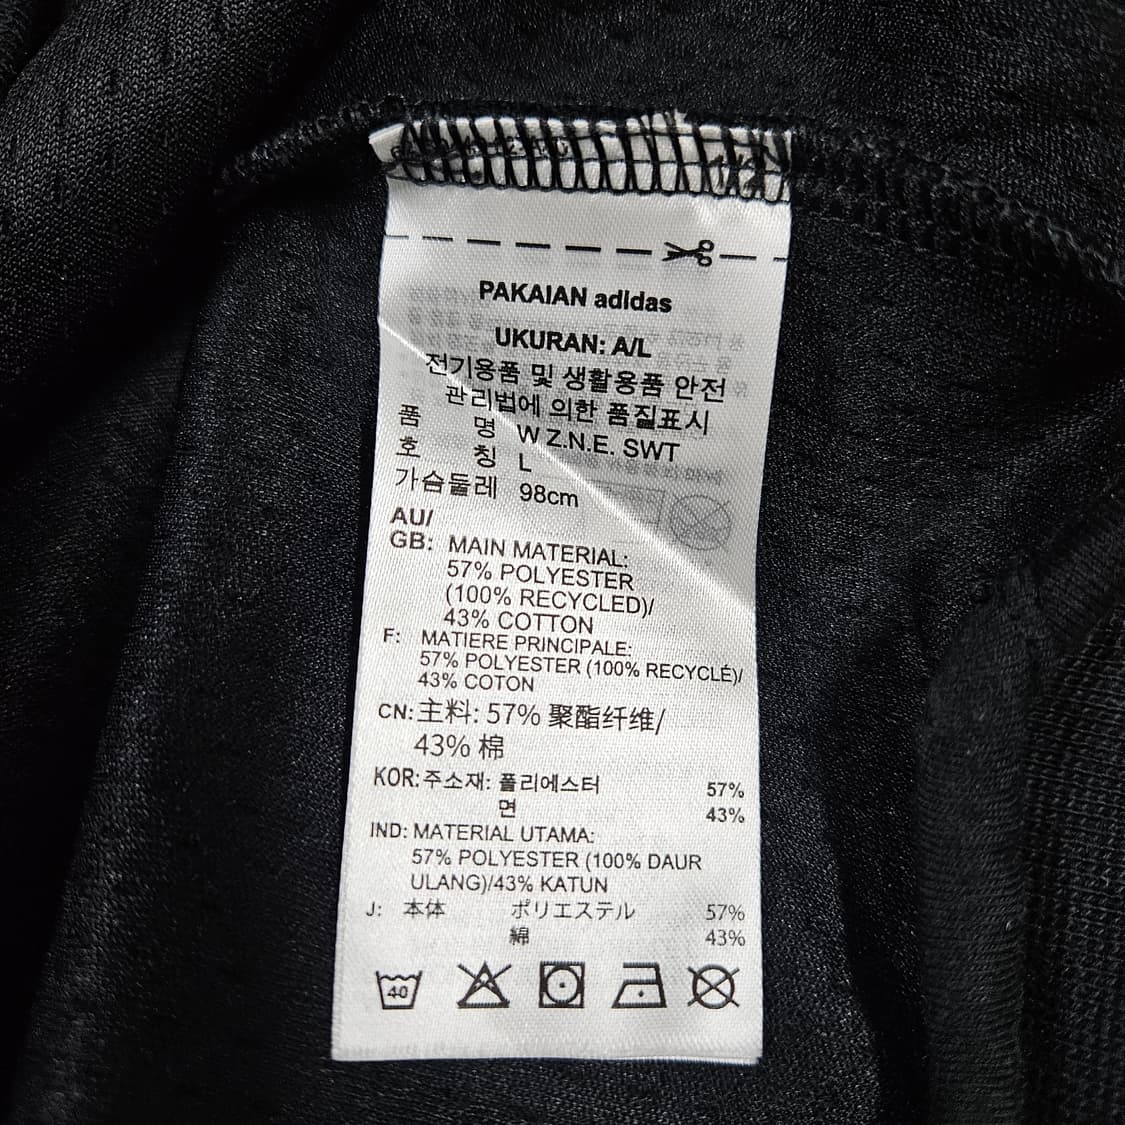 PAKAIAN adidas
UKURAN: A/L
전기용품 및 생활용품 안전
관리법에 의한 품질표시
품 명 W Z.N.E. SWT
호 칭 L
가슴둘레 98cm
AU/
GB: MAIN MATERIAL:
57% POLYESTER
(100% RECYCLED)/
43% COTTON
F: MATIERE PRINCIPALE:
57% POLYESTER (100% RECYCLÉ)/
43% COTON
CN: 主料: 57% 聚酯纤维/
43% 棉
KOR: 주소재: 폴리에스터 57%
면 43%
IND: MATERIAL UTAMA:
57% POLYESTER (100% DAUR
ULANG)/43% KATUN
J: 本体 ポリエステル 57%
綿 43%
40